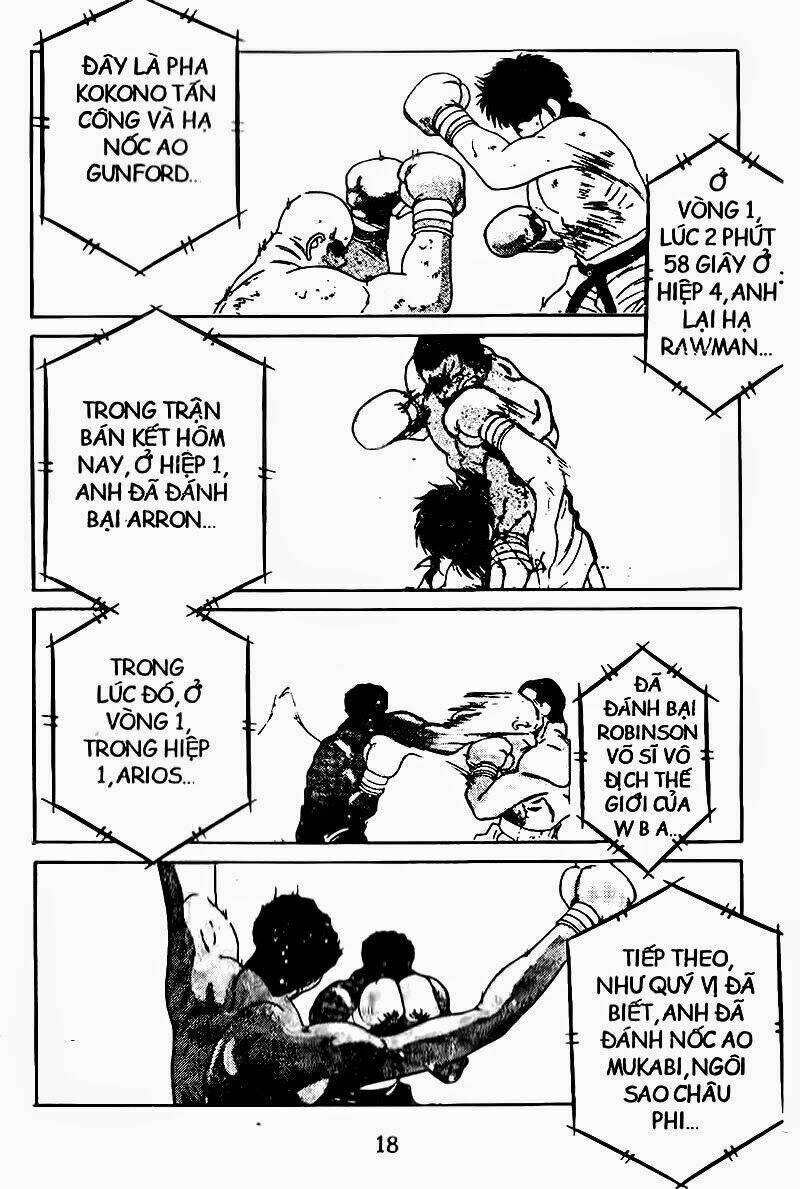 ĐÂY LÀ PHA
KOKONO TẤN
CÔNG VÀ HẠ
NỐC AO
GUNFORD...
Ở
VÒNG 1,
LÚC 2 PHÚT
58 GIÂY Ở
HIỆP 4, ANH
LẠI HẠ
RAWMAN...
TRONG TRẬN
BÁN KẾT HÔM
NAY, Ở HIỆP 1,
ANH ĐÃ ĐÁNH
BẠI ARRON...
TRONG
LÚC ĐÓ, Ở
VÒNG 1,
TRONG HIỆP
1, ARIOS...
ĐÃ
ĐÁNH BẠI
ROBINSON
VÕ SĨ VÔ
ĐỊCH THẾ
GIỚI CỦA
W B A...
TIẾP THEO,
NHƯ QUÝ VỊ ĐÃ
BIẾT, ANH ĐÃ
ĐÁNH NỐC AO
MUKABI, NGÔI
SAO CHÂU
PHI...
18